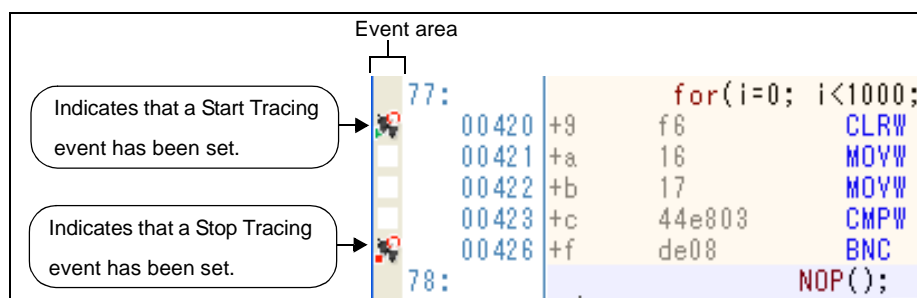 Event area
77: for(i=0; i<1000;
Indicates that a Start Tracing
event has been set.
00420 +9 f6 CLRW
00421 +a 16 MOVW
00422 +b 17 MOVW
00423 +c 44e803 CMPW
Indicates that a Stop Tracing
event has been set.
00426 +f de08 BNC
78: NOP();